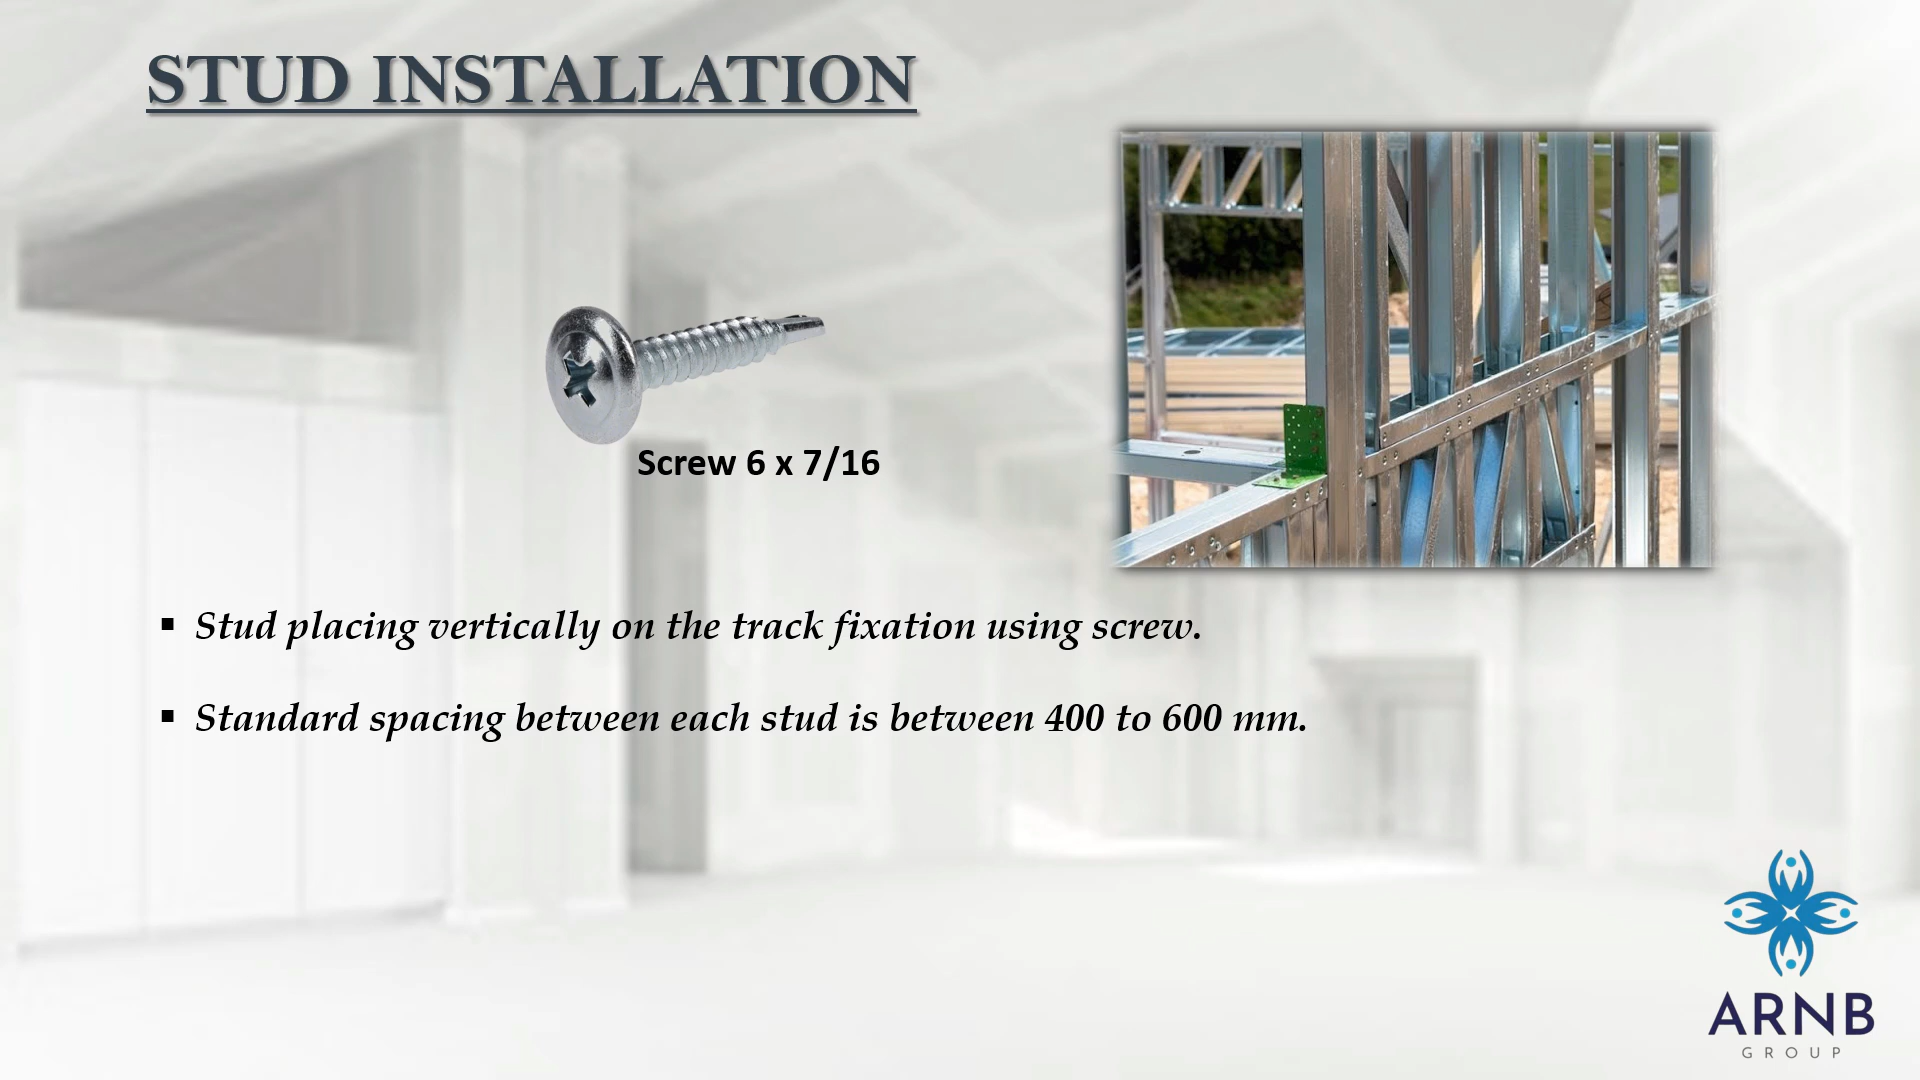 STUD INSTALLATION
Screw 6 x 7/16
▪ Stud placing vertically on the track fixation using screw.
▪ Standard spacing between each stud is between 400 to 600 mm.
ARNB
GROUP